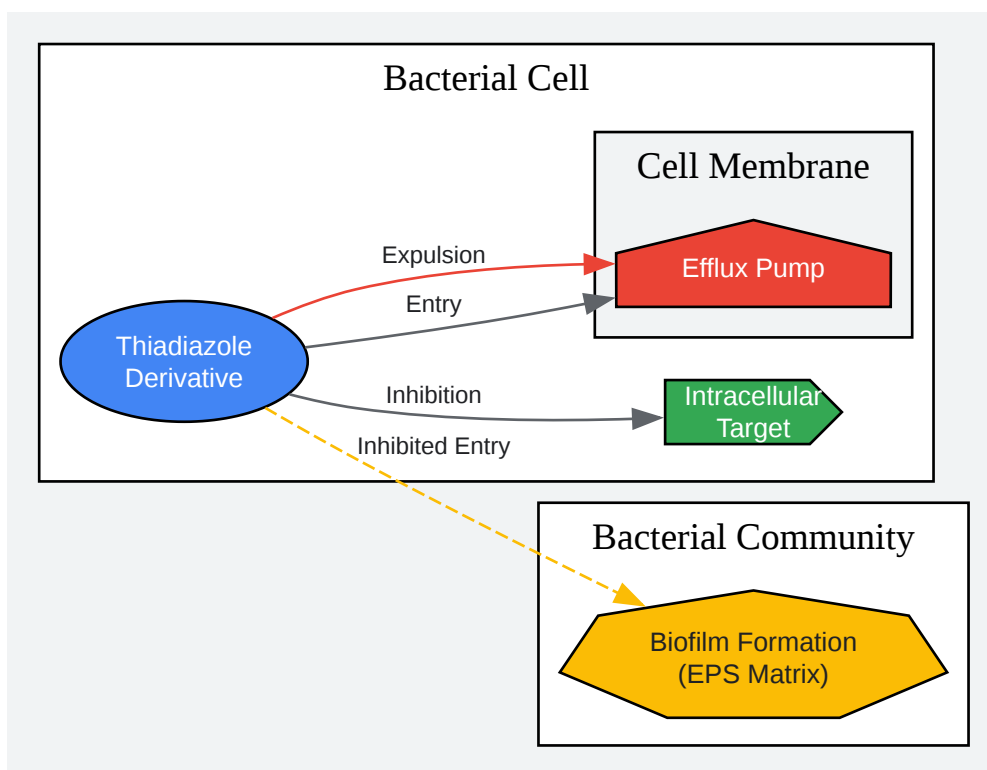 Bacterial Cell
Cell Membrane
Expulsion
Efflux Pump
Entry
Thiadiazole
Derivative
Inhibition
Intracellular
Target
Inhibited Entry
Bacterial Community
Biofilm Formation
(EPS Matrix)